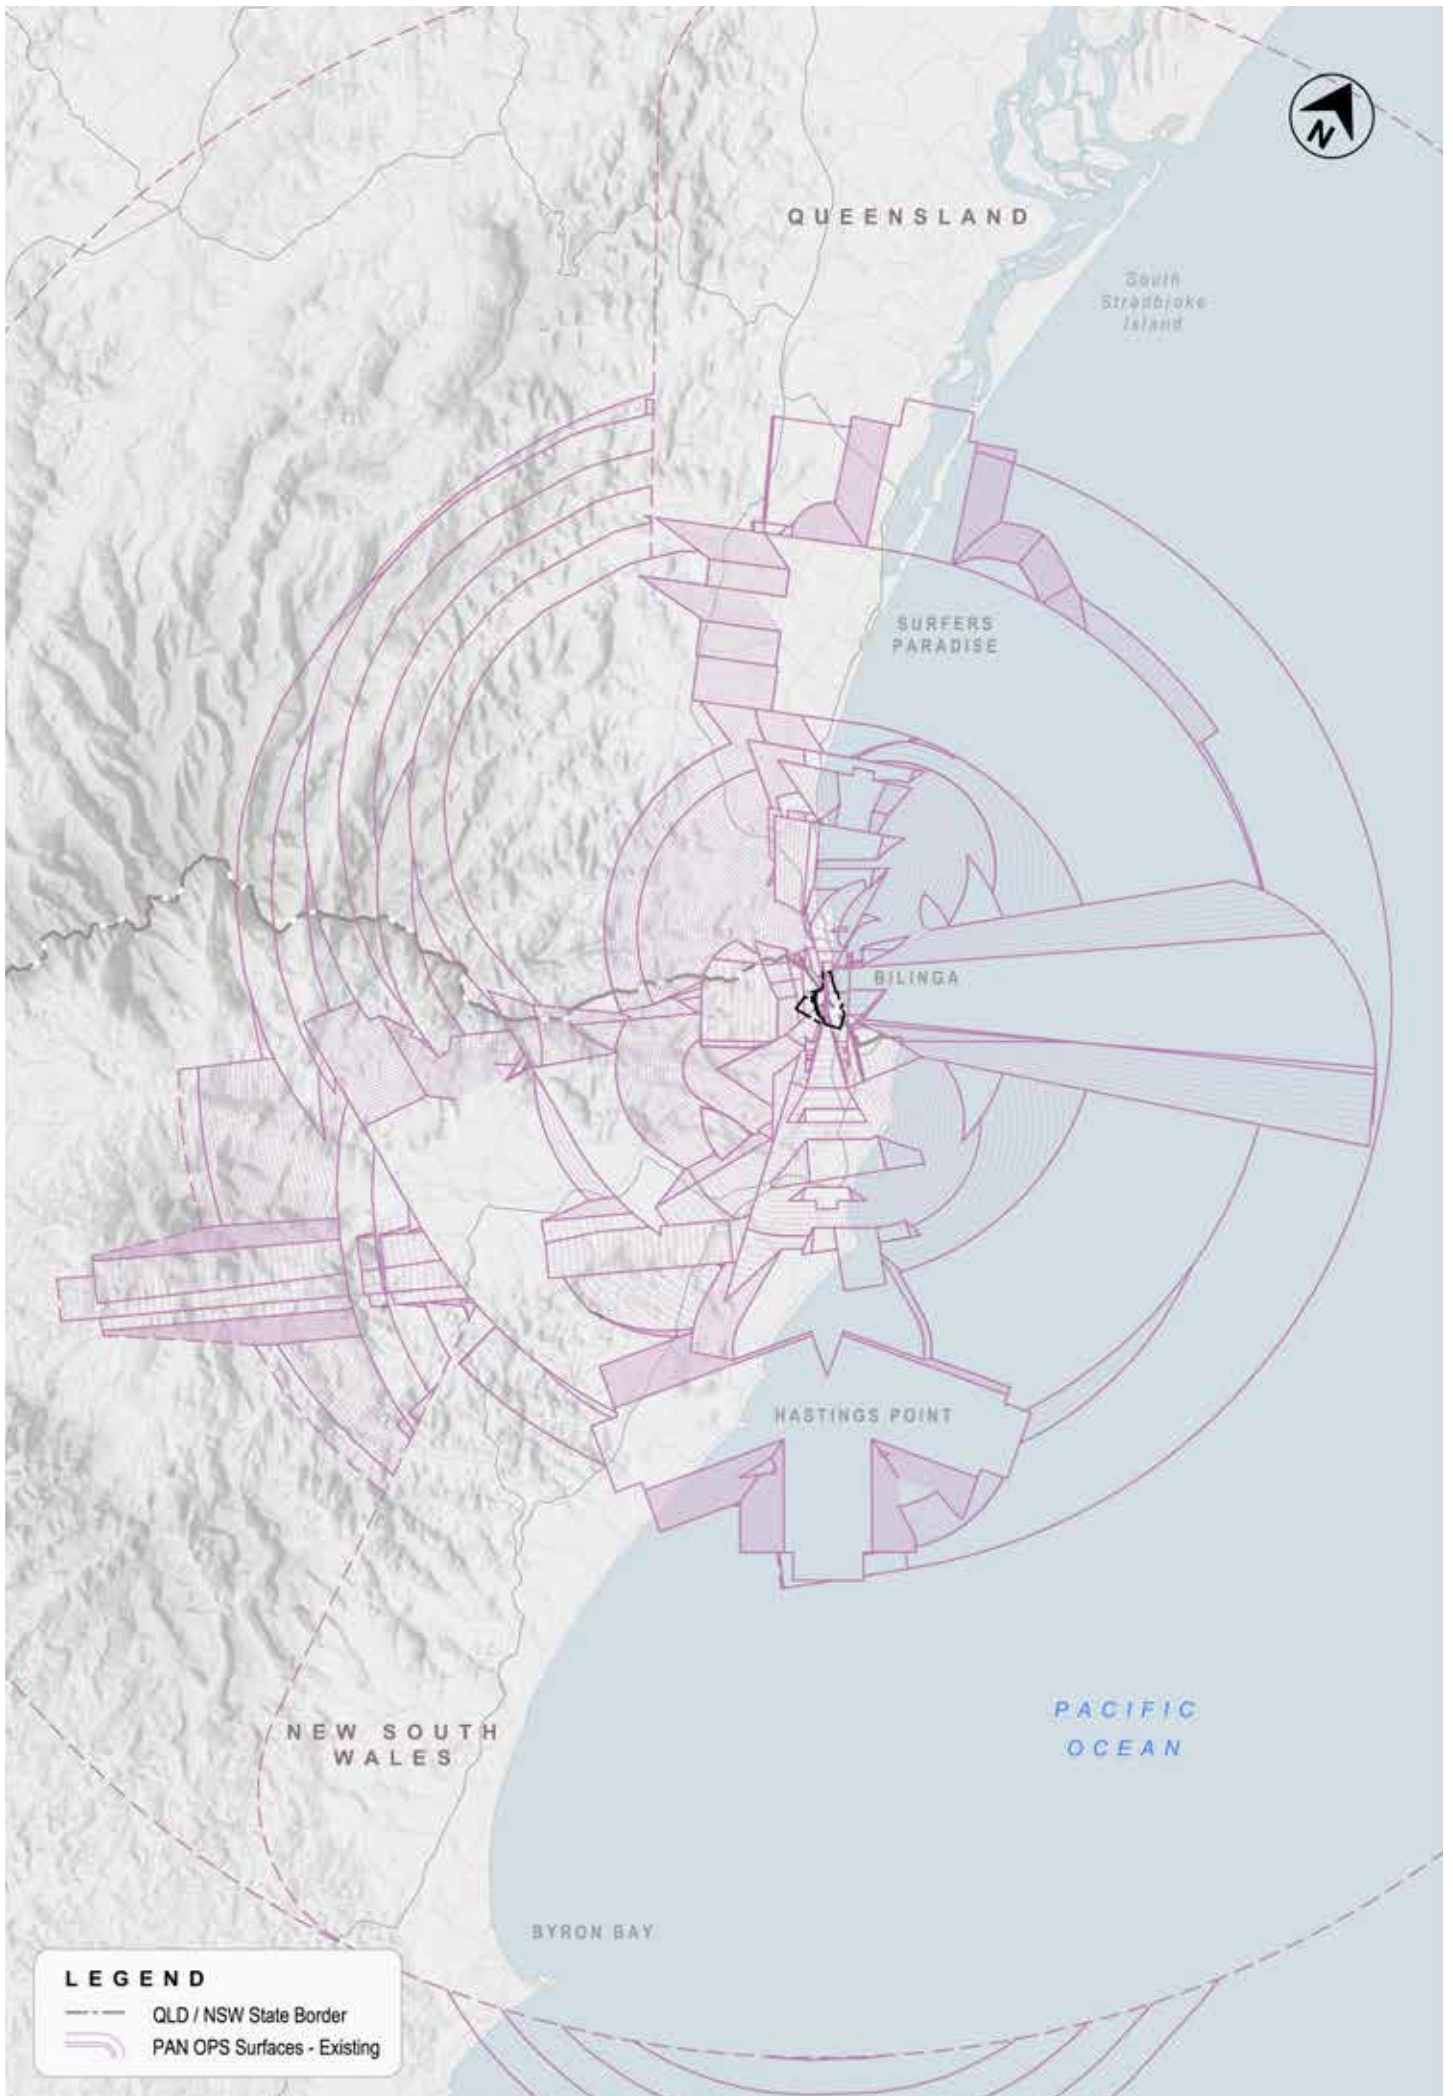 N
QUEENSLAND
South
Stradbroke
Island
SURFERS
PARADISE
BILINGA
HASTINGS POINT
PACIFIC
OCEAN
NEW SOUTH
WALES
BYRON BAY
LEGEND
QLD / NSW State Border
PAN OPS Surfaces - Existing